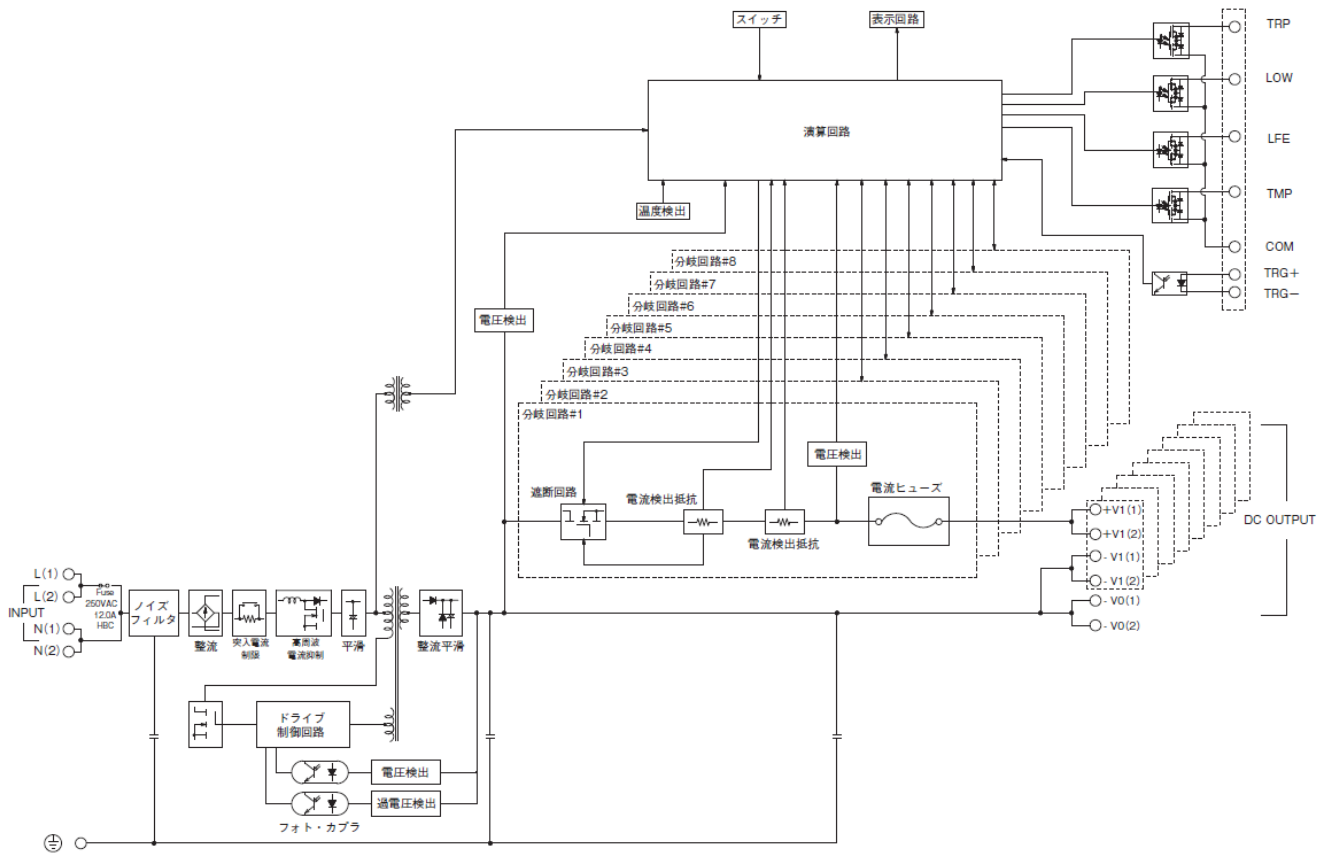 スイッチ
表示回路
TRP
LOW
演算回路
LFE
TMP
温度検出
COM
分岐回路#8
TRG+
分岐回路#7
TRG−
分岐回路#6
電圧検出
分岐回路#5
分岐回路#4
分岐回路#3
分岐回路#2
分岐回路#1
電圧検出
遮断回路
電流検出抵抗
電流ヒューズ
+V1(1)
DC OUTPUT
+V1(2)
電流検出抵抗
- V1(1)
- V1(2)
L(1)
L(2)
INPUT
N(1)
N(2)
Fuse
250VAC
12.0A
HBC
ノイズ
フィルタ
整流
突入電流
制限
高周波
電流抑制
平滑
整流平滑
- V0(1)
- V0(2)
ドライブ
制御回路
電圧検出
過電圧検出
フォト・カプラ